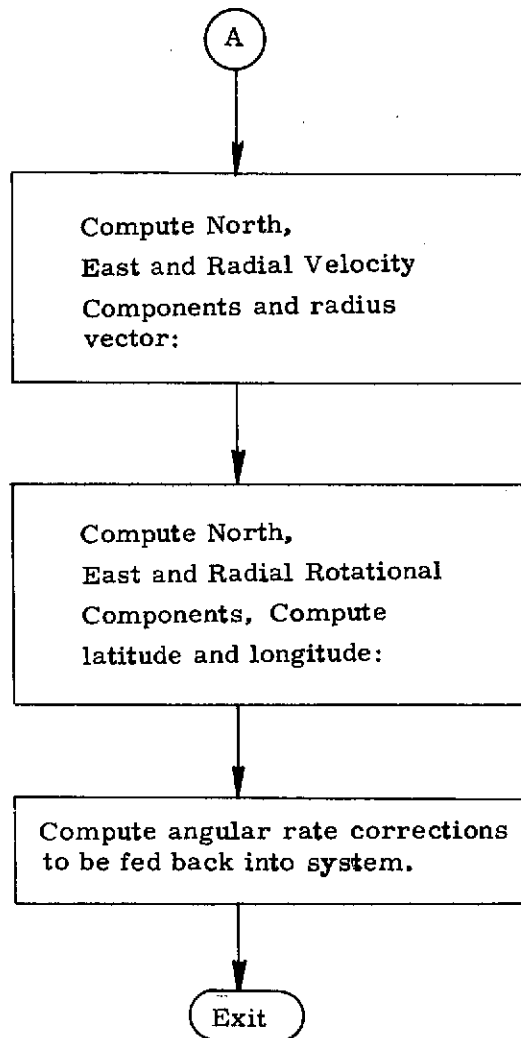 A
Compute North,
East and Radial Velocity
Components and radius
vector:
Compute North,
East and Radial Rotational
Components, Compute
latitude and longitude:
Compute angular rate corrections
to be fed back into system.
Exit